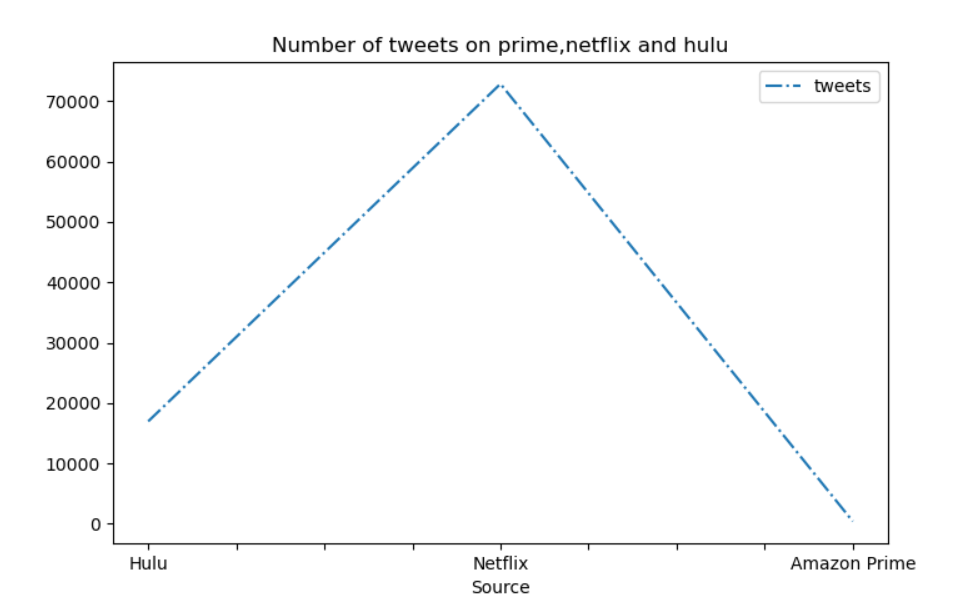 Number of tweets on prime,netflix and hulu
tweets
70000
60000
50000
40000
30000
20000
10000
0
Hulu Netflix Amazon Prime
Source